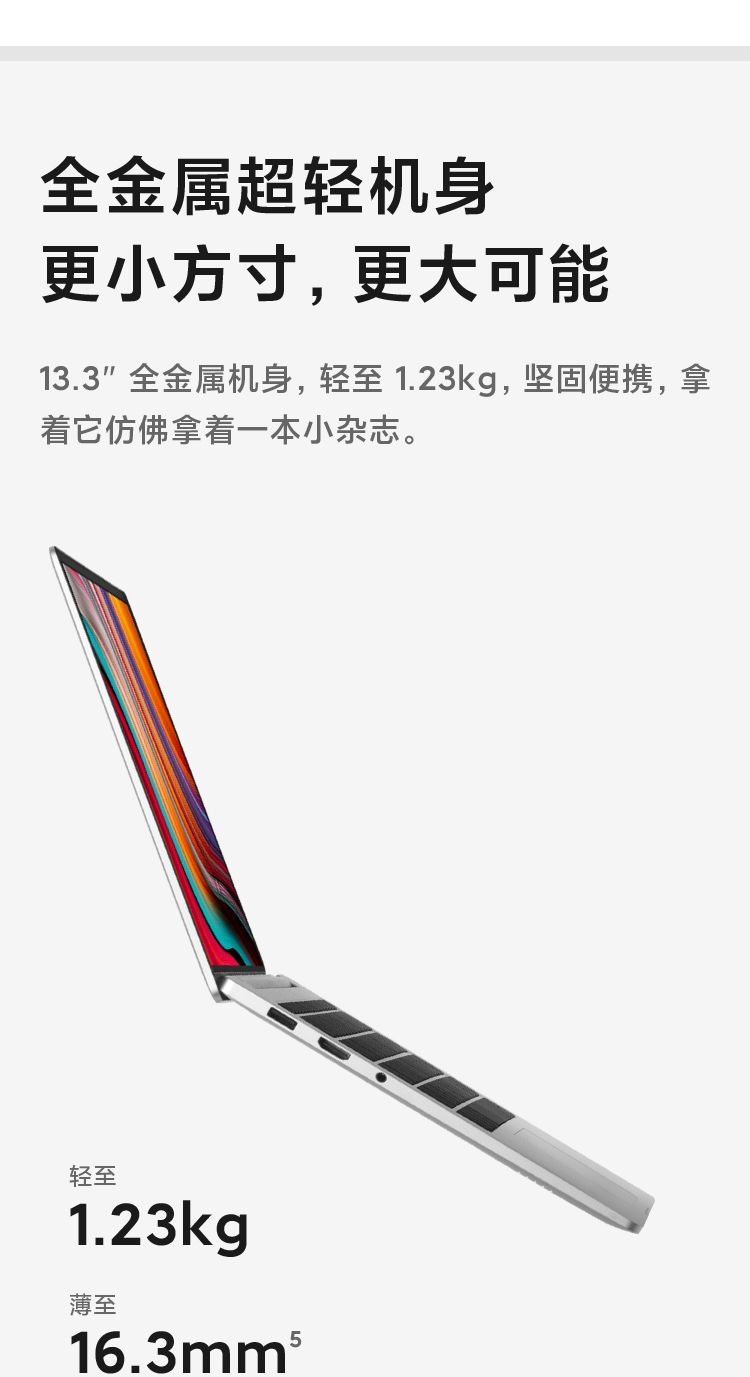 全金属超轻机身
更小方寸，更大可能
13.3″ 全金属机身，轻至 1.23kg，坚固便携，拿
着它仿佛拿着一本小杂志。
轻至
1.23kg
薄至
16.3mm⁵